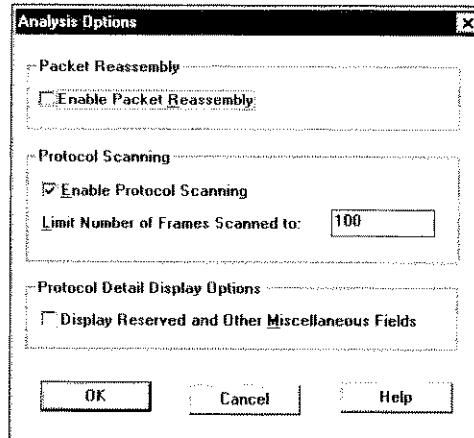 Analysis Options
Packet Reassembly
Enable Packet Reassembly
Protocol Scanning
Enable Protocol Scanning
Limit Number of Frames Scanned to: 100
Protocol Detail Display Options
Display Reserved and Other Miscellaneous Fields
OK Cancel Help